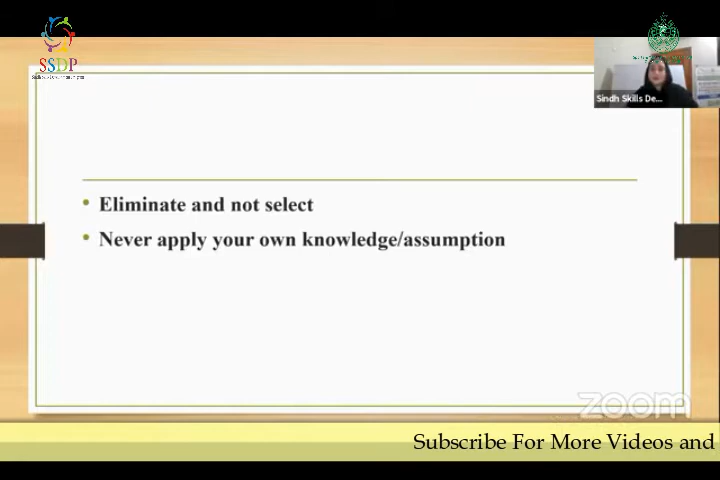 SSDP
Sindh Skills De...
• Eliminate and not select
• Never apply your own knowledge/assumption
zoom
Subscribe For More Videos and